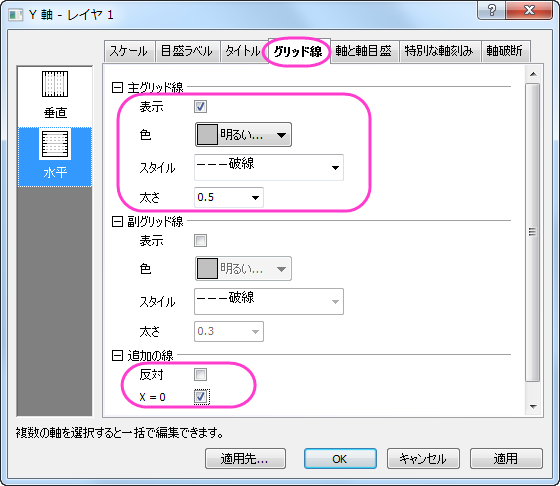 Y 軸 - レイヤ 1
スケール 目盛ラベル タイトル グリッド線 軸と軸目盛 特別な軸刻み 軸破断
垂直
水平
主グリッド線
表示
色 明るい...
スタイル ---破線
太さ 0.5
副グリッド線
表示
色 明るい...
スタイル ---破線
太さ 0.3
追加の線
反対
X = 0
複数の軸を選択すると一括で編集できます。
適用先... OK キャンセル 適用